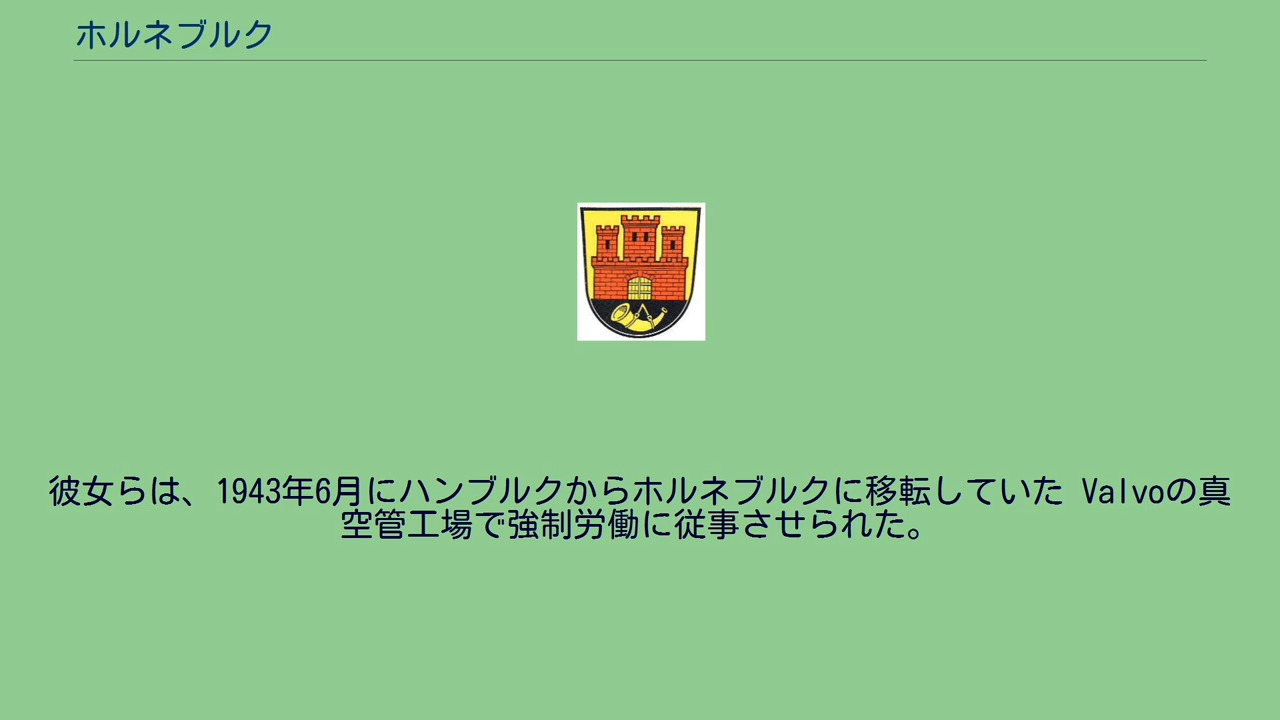 ホルネブルク
彼女らは、1943年6月にハンブルクからホルネブルクに移転していた Valvoの真
空管工場で強制労働に従事させられた。